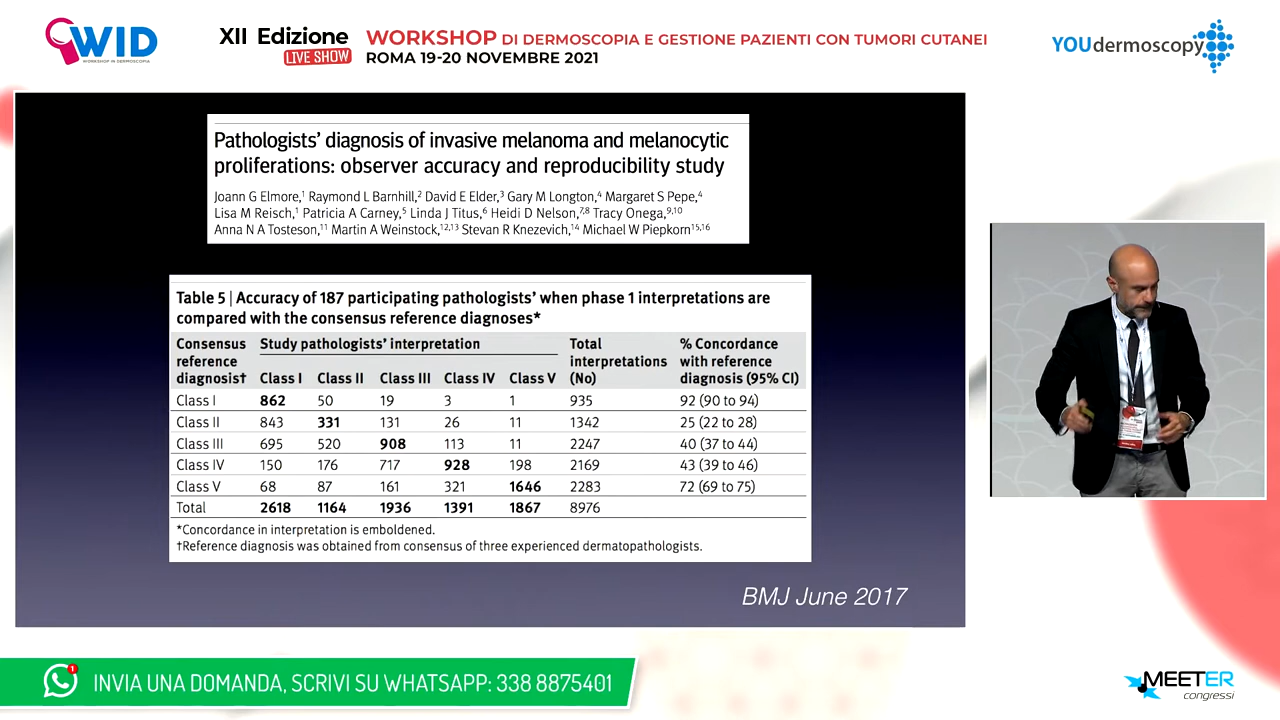 WID
WORKSHOP IN DERMOSCOPIA
XII Edizione
LIVE SHOW
WORKSHOP DI DERMOSCOPIA E GESTIONE PAZIENTI CON TUMORI CUTANEI
ROMA 19-20 NOVEMBRE 2021
YOUdermoscopy
Pathologists' diagnosis of invasive melanoma and melanocytic
proliferations: observer accuracy and reproducibility study
Joann G Elmore,1 Raymond L Barnhill,2 David E Elder,3 Gary M Longton,4 Margaret S Pepe,4
Lisa M Reisch,1 Patricia A Carney,5 Linda J Titus,6 Heidi D Nelson,7,8 Tracy Onega,9,10
Anna N A Tosteson,11 Martin A Weinstock,12,13 Stevan R Knezevich,14 Michael W Piepkorn15,16
Table 5 | Accuracy of 187 participating pathologists' when phase 1 interpretations are
compared with the consensus reference diagnoses*
Consensus reference diagnosis† Study pathologists' interpretation Total interpretations (No) % Concordance with reference diagnosis (95% CI)
Class I Class II Class III Class IV Class V
Class I 862 50 19 3 1 935 92 (90 to 94)
Class II 843 331 131 26 11 1342 25 (22 to 28)
Class III 695 520 908 113 11 2247 40 (37 to 44)
Class IV 150 176 717 928 198 2169 43 (39 to 46)
Class V 68 87 161 321 1646 2283 72 (69 to 75)
Total 2618 1164 1936 1391 1867 8976
*Concordance in interpretation is emboldened.
†Reference diagnosis was obtained from consensus of three experienced dermatopathologists.
BMJ June 2017
1
INVIA UNA DOMANDA, SCRIVI SU WHATSAPP: 338 8875401
MEETER
congressi